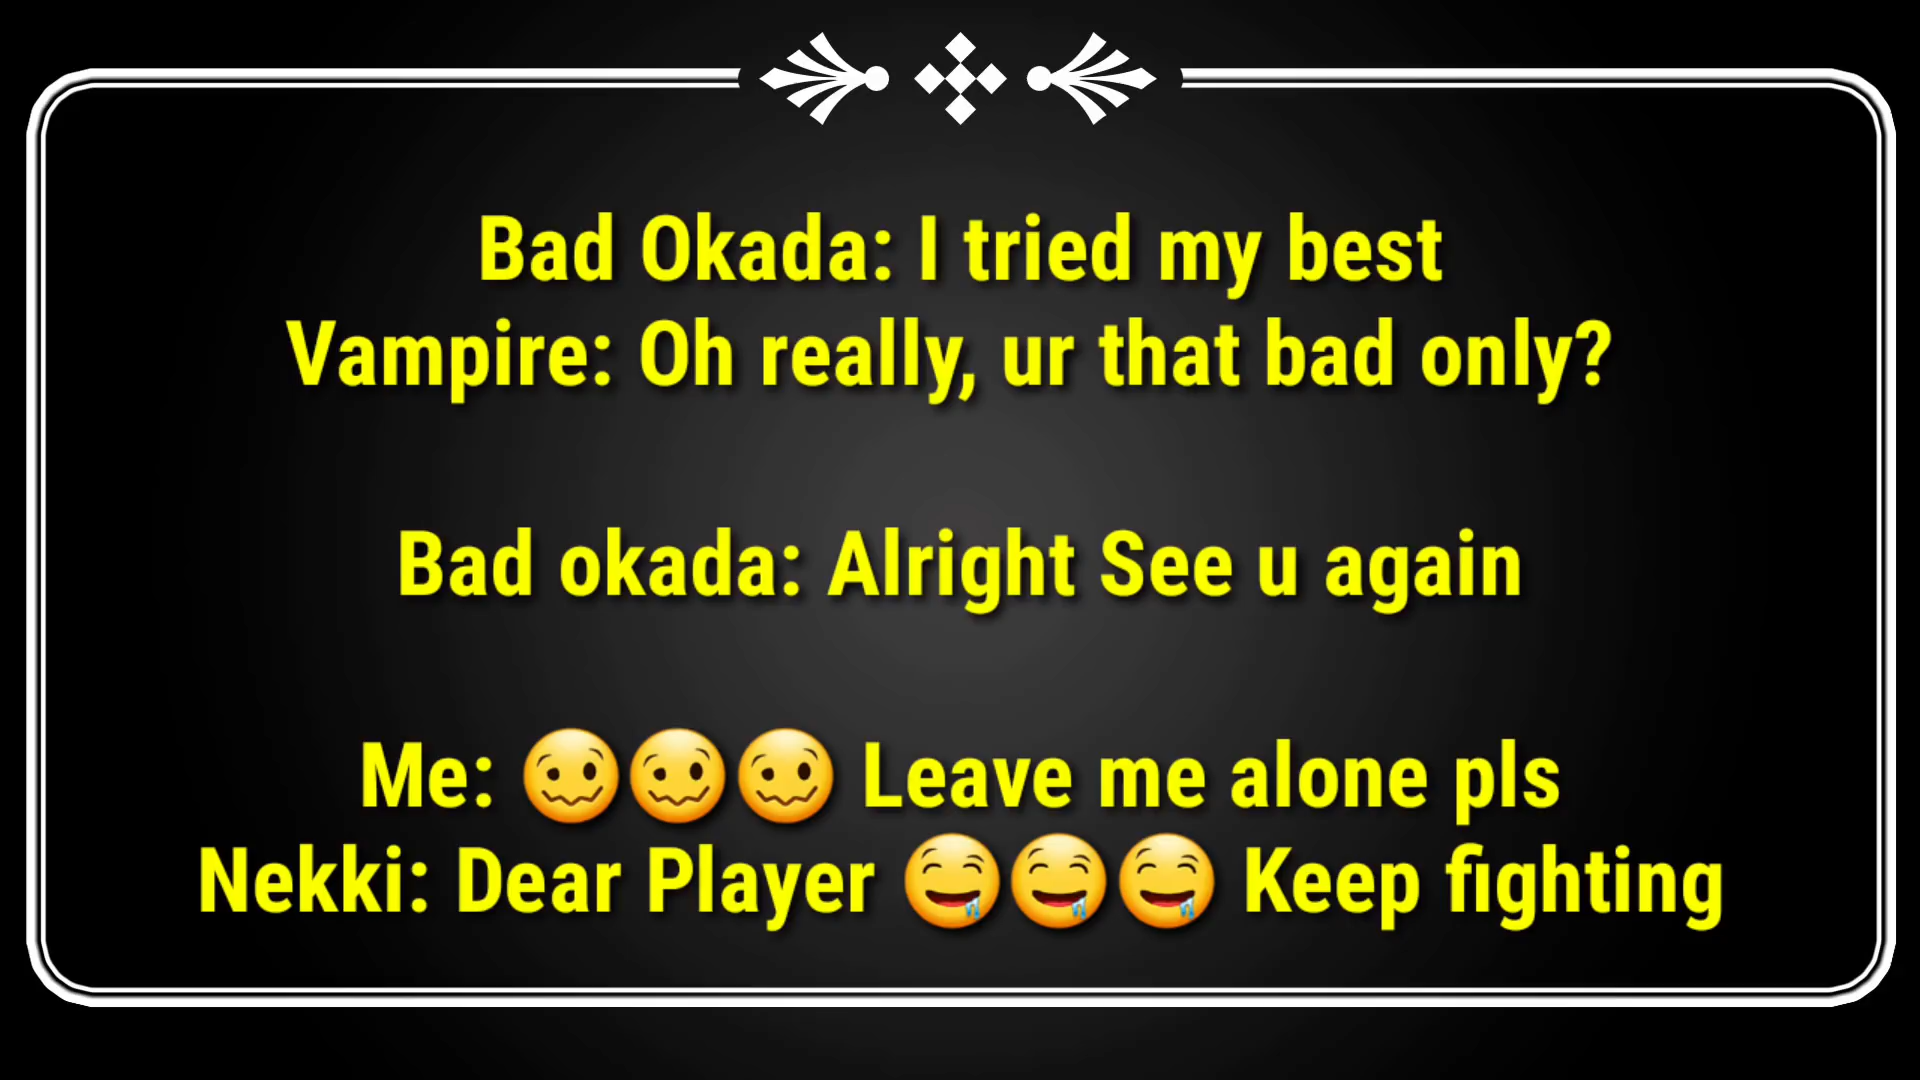 Bad Okada: I tried my best
Vampire: Oh really, ur that bad only?
Bad okada: Alright See u again
Me: 🥴🥴🥴 Leave me alone pls
Nekki: Dear Player 🤤🤤🤤 Keep fighting